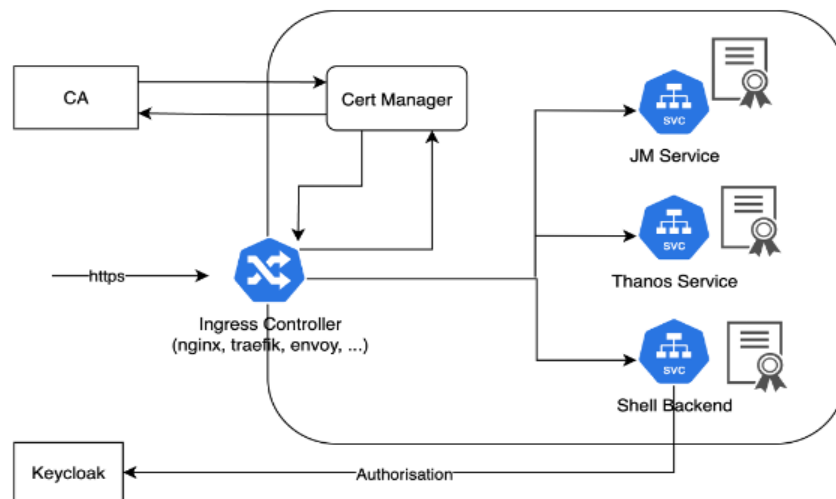 CA
Cert Manager
SVC
JM Service
https
Ingress Controller
(nginx, traefik, envoy, ...)
SVC
Thanos Service
SVC
Shell Backend
Keycloak
Authorisation